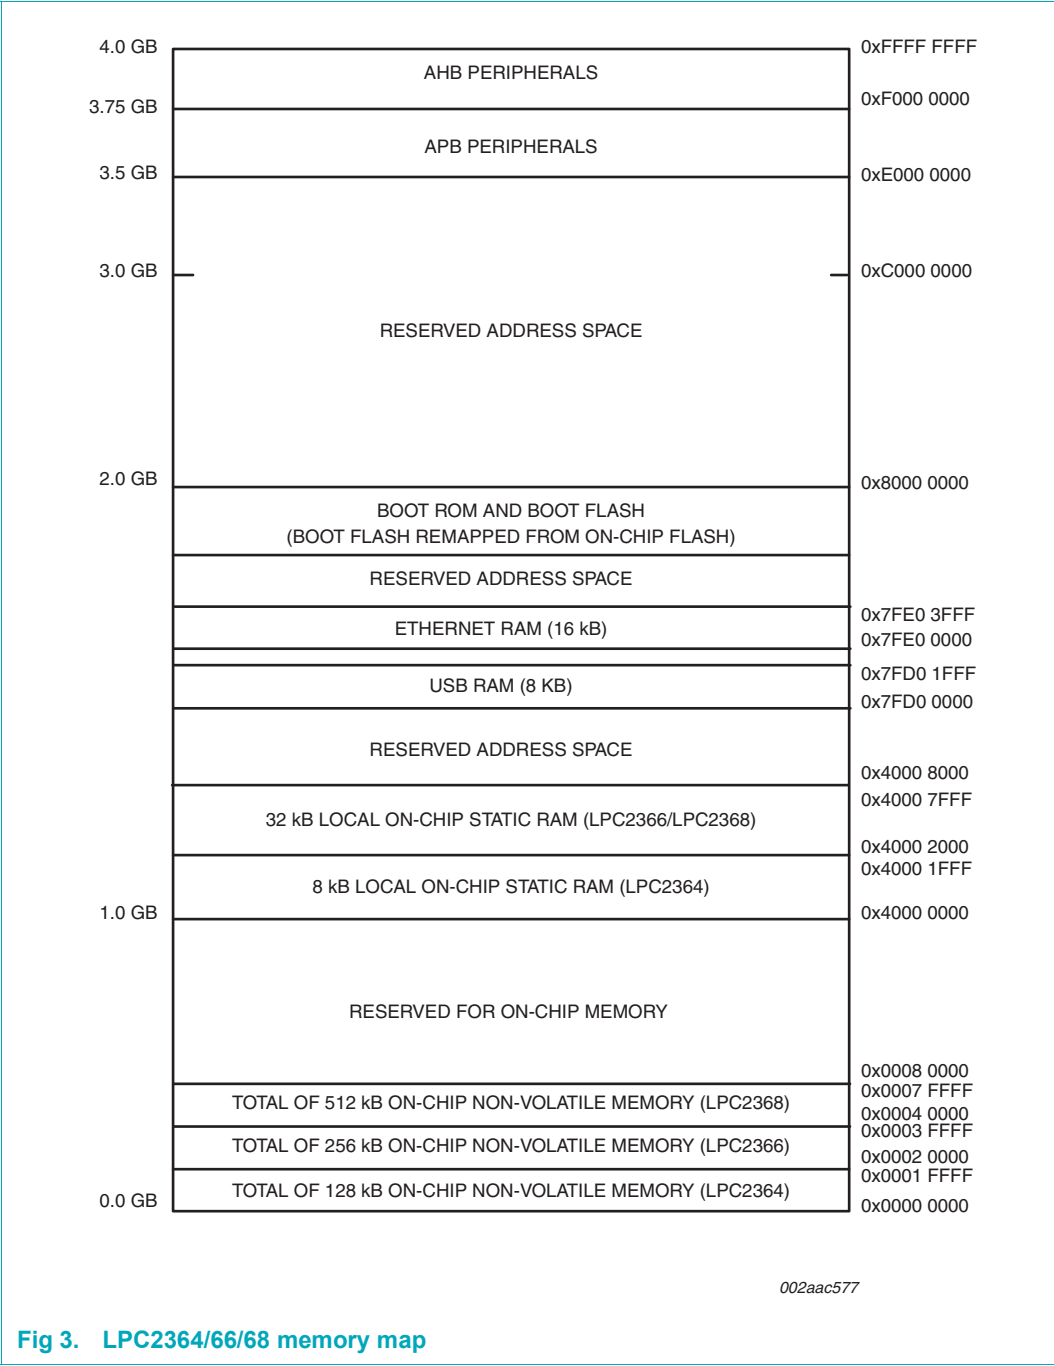 4.0 GB
0xFFFF FFFF
AHB PERIPHERALS
3.75 GB
0xF000 0000
APB PERIPHERALS
3.5 GB
0xE000 0000
3.0 GB
0xC000 0000
RESERVED ADDRESS SPACE
2.0 GB
0x8000 0000
BOOT ROM AND BOOT FLASH
(BOOT FLASH REMAPPED FROM ON-CHIP FLASH)
RESERVED ADDRESS SPACE
0x7FE0 3FFF
ETHERNET RAM (16 kB)
0x7FE0 0000
0x7FD0 1FFF
USB RAM (8 KB)
0x7FD0 0000
RESERVED ADDRESS SPACE
0x4000 8000
0x4000 7FFF
32 kB LOCAL ON-CHIP STATIC RAM (LPC2366/LPC2368)
0x4000 2000
0x4000 1FFF
8 kB LOCAL ON-CHIP STATIC RAM (LPC2364)
1.0 GB
0x4000 0000
RESERVED FOR ON-CHIP MEMORY
0x0008 0000
0x0007 FFFF
TOTAL OF 512 kB ON-CHIP NON-VOLATILE MEMORY (LPC2368)
0x0004 0000
0x0003 FFFF
TOTAL OF 256 kB ON-CHIP NON-VOLATILE MEMORY (LPC2366)
0x0002 0000
0x0001 FFFF
TOTAL OF 128 kB ON-CHIP NON-VOLATILE MEMORY (LPC2364)
0.0 GB
0x0000 0000
002aac577
Fig 3. LPC2364/66/68 memory map